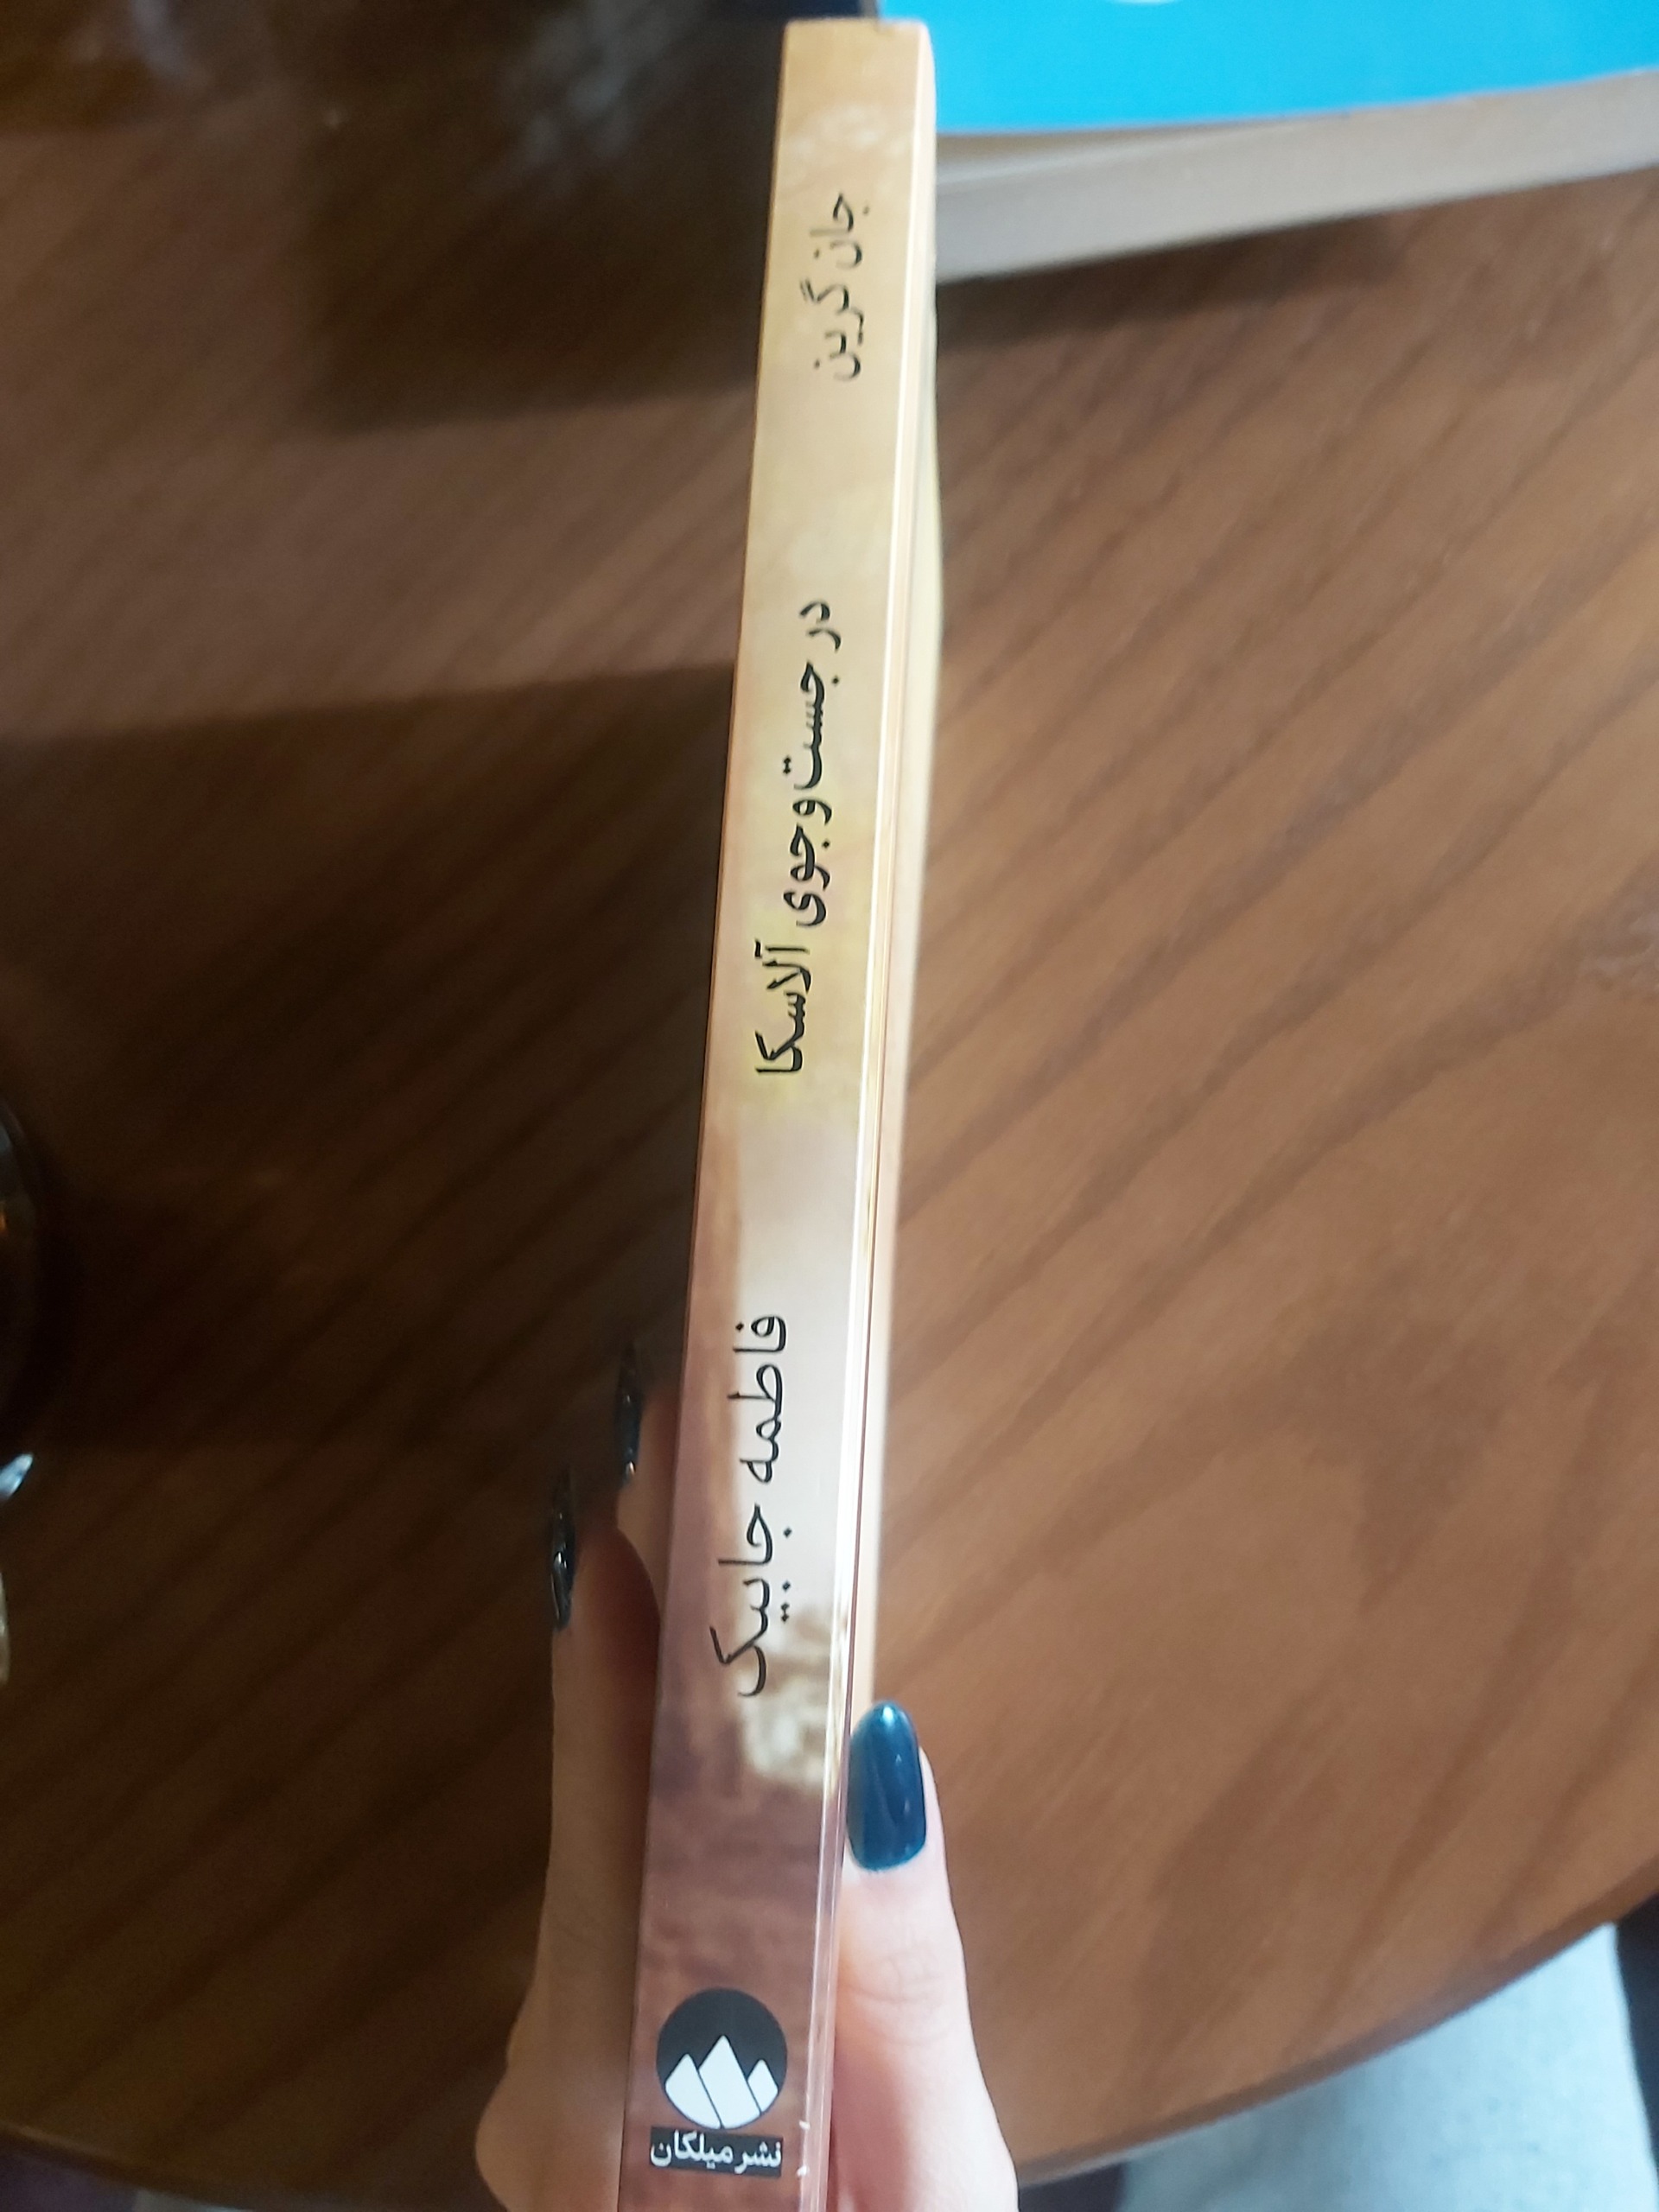 جان گرین
در جست‌وجوی آلاسکا
فاطمه جابیک
نشر میلکان